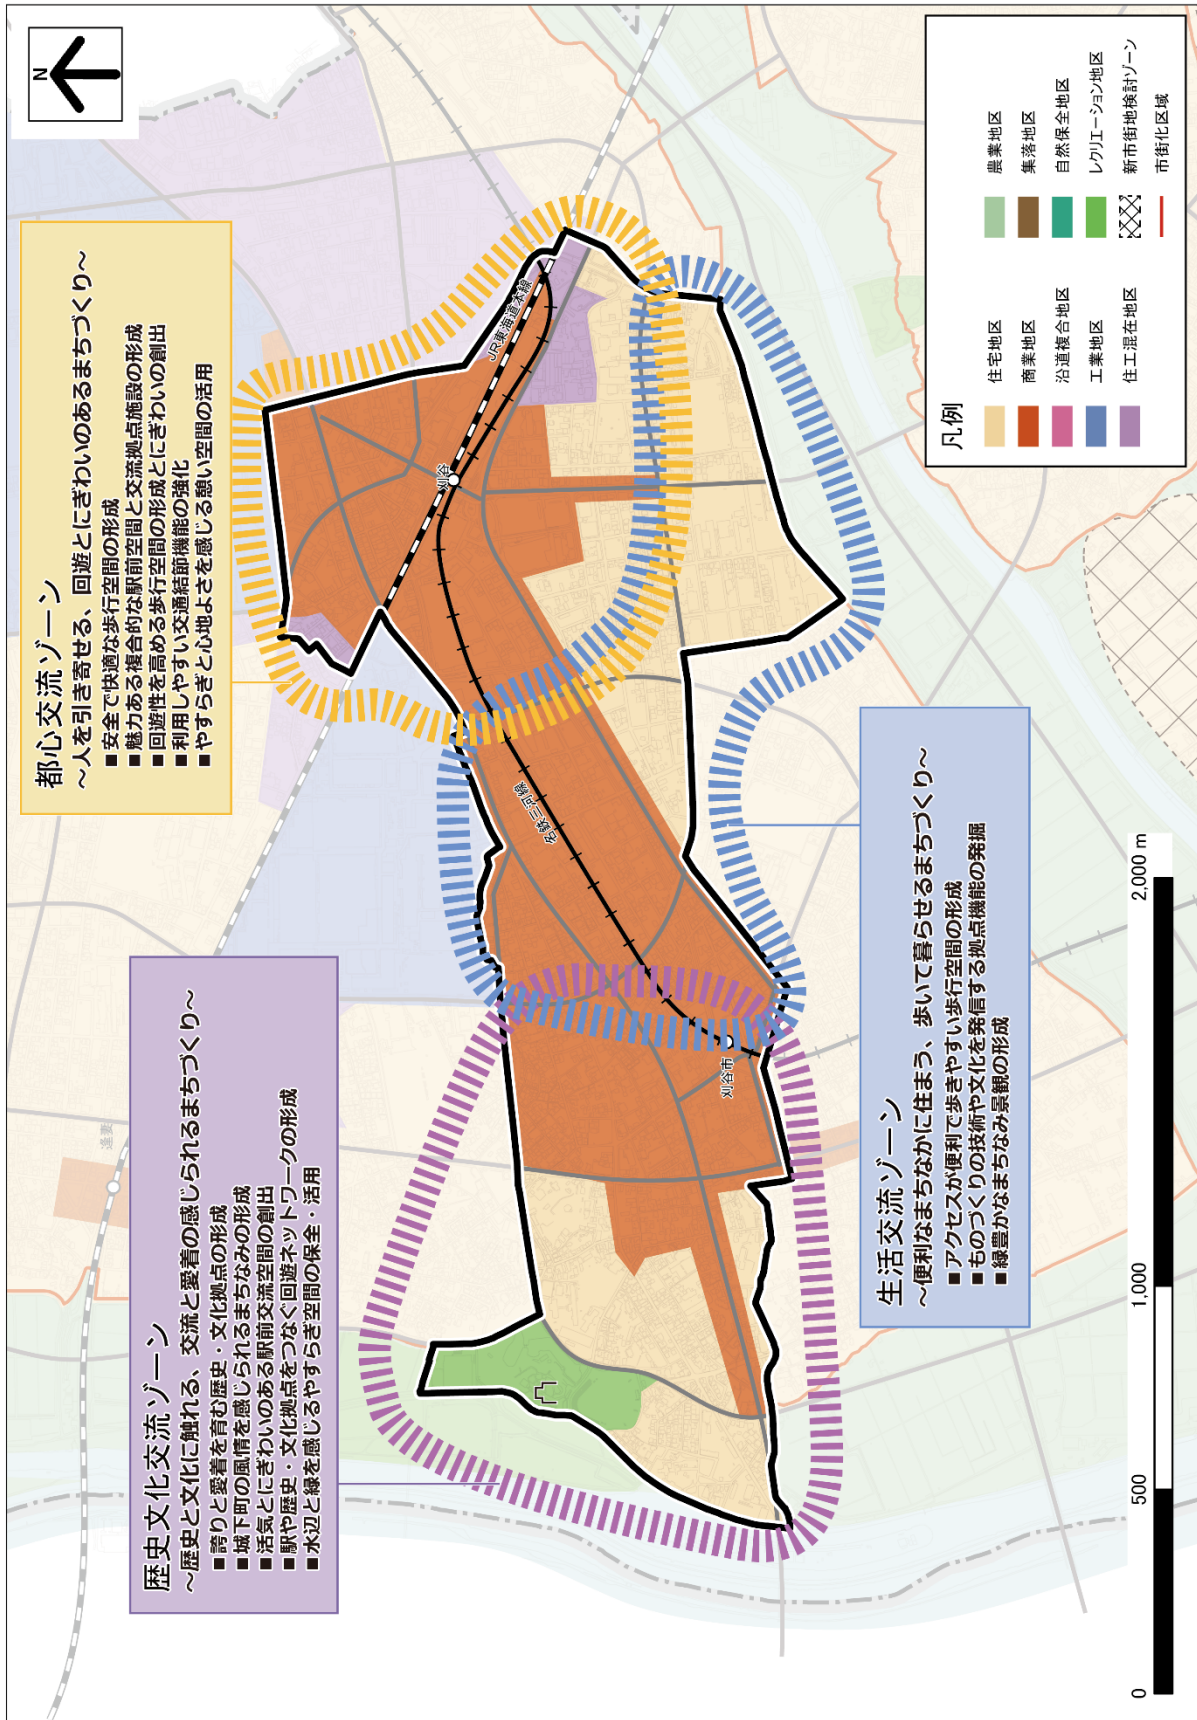 N
都心交流ゾーン
～人を引き寄せる、回遊とにぎわいのあるまちづくり～
■安全で快適な歩行空間の形成
■魅力ある複合的な駅前空間と交流拠点施設の形成
■回遊性を高める歩行空間の形成とにぎわいの創出
■利用しやすい交通結節機能の強化
■やすらぎと心地よさを感じる憩い空間の活用
歴史文化交流ゾーン
～歴史と文化に触れる、交流と愛着の感じられるまちづくり～
■誇りと愛着を育む歴史・文化拠点の形成
■城下町の風情を感じられるまちなみの形成
■活気とにぎわいのある駅前交流空間の創出
■駅や歴史・文化拠点をつなぐ回遊ネットワークの形成
■水辺と緑を感じるやすらぎ空間の保全・活用
逢妻
JR東海道本線
刈谷
名鉄三河線
刈谷市
生活交流ゾーン
～便利なまちなかに住まう、歩いて暮らせるまちづくり～
■アクセスが便利で歩きやすい歩行空間の形成
■ものづくりの技術や文化を発信する拠点機能の発掘
■緑豊かなまちなみ景観の形成
凡例
住宅地区
商業地区
沿道複合地区
工業地区
住工混在地区
農業地区
集落地区
自然保全地区
レクリエーション地区
新市街地検討ゾーン
市街化区域
0
500
1,000
2,000 m